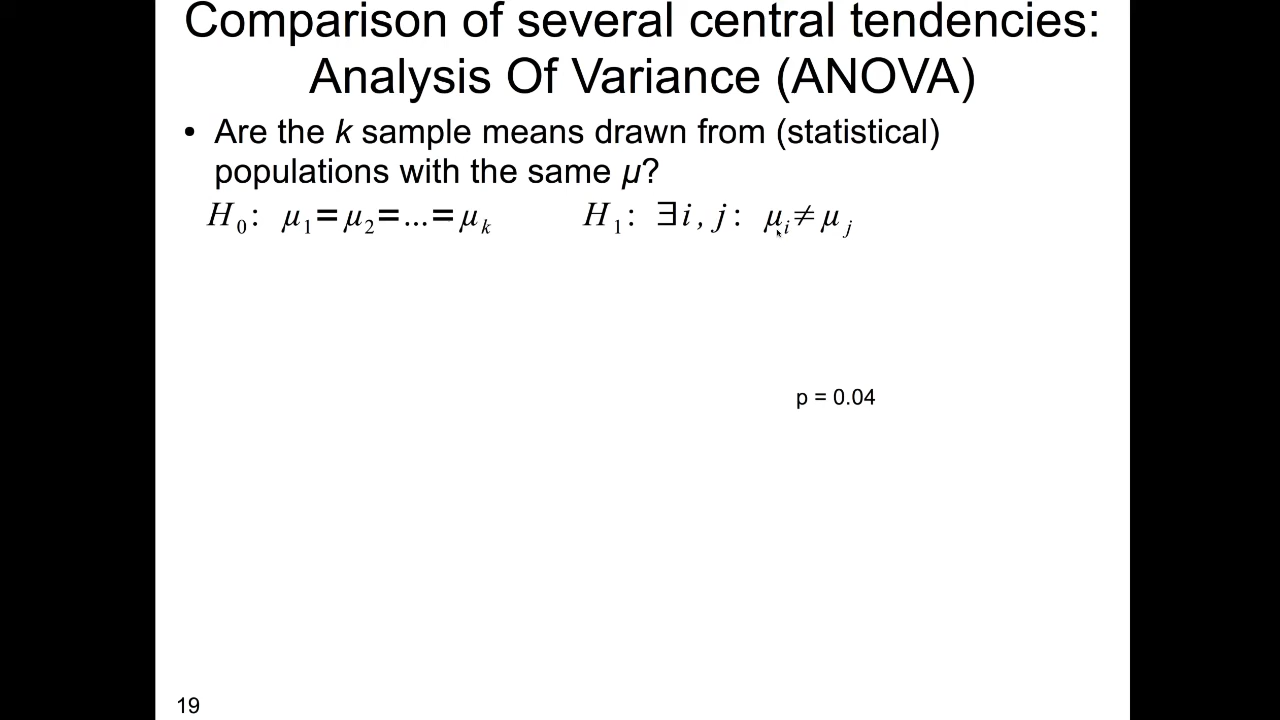 Comparison of several central tendencies:
Analysis Of Variance (ANOVA)
• Are the k sample means drawn from (statistical)
populations with the same μ?
H₀: μ₁=μ₂=...=μₖ H₁: ∃i, j: μᵢ≠μⱼ
p = 0.04
19